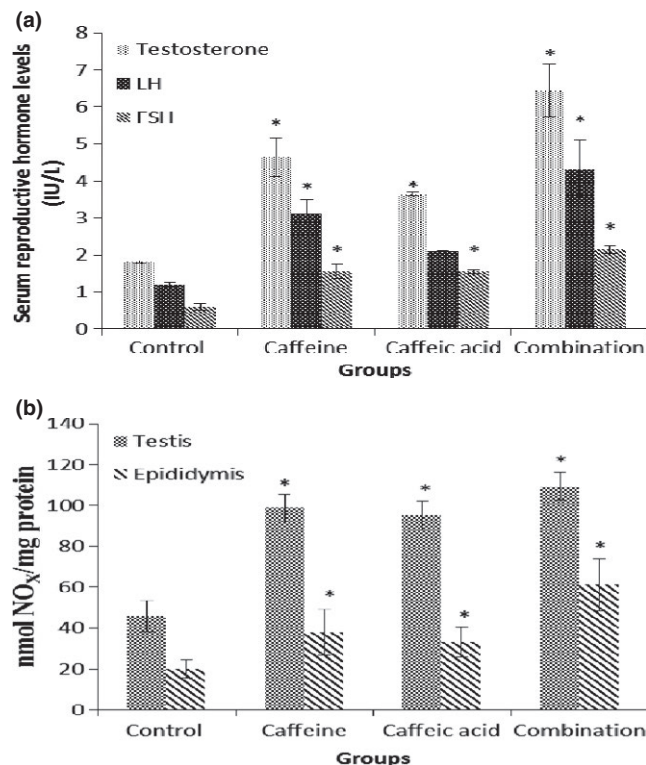 (a)
Testosterone
LH
FSH
Serum reproductive hormone levels
(IU/L)
8
7
6
5
4
3
2
1
0
* * * * * * * *
Control Caffeine Caffeic acid Combination
Groups
(b)
Testis
Epididymis
nmol NOX/mg protein
140
120
100
80
60
40
20
0
* * * * * *
Control Caffeine Caffeic acid Combination
Groups